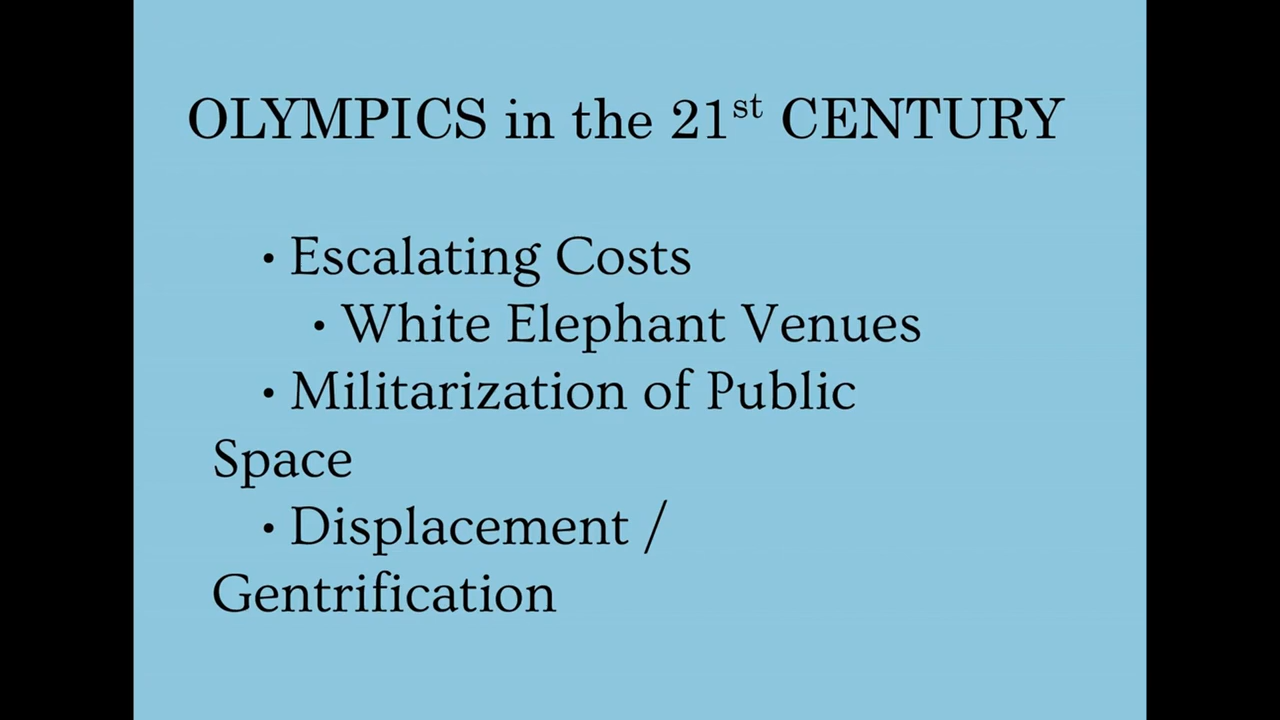 OLYMPICS in the 21st CENTURY
• Escalating Costs
• White Elephant Venues
• Militarization of Public
Space
• Displacement /
Gentrification